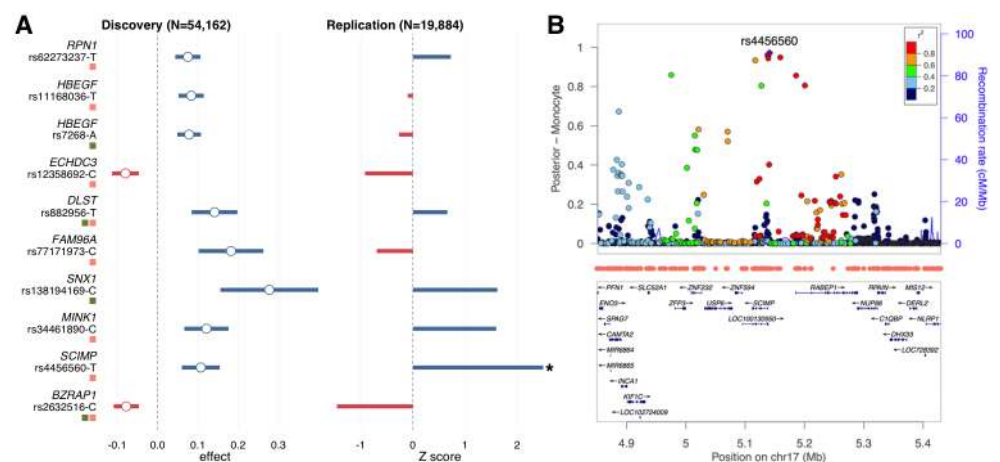 A
Discovery (N=54,162)
Replication (N=19,884)
RPN1
rs62273237-T
HBEGF
rs11168036-T
HBEGF
rs7268-A
ECHDC3
rs12358692-C
DLST
rs882956-T
FAM96A
rs77171973-C
SNX1
rs138194169-C
MINK1
rs34461890-C
SCIMP
rs4456560-T
*
BZRAP1
rs2632516-C
-0.1
0.0
0.1
0.2
0.3
effect
-1
0
1
2
Z score
B
rs4456560
r²
0.8
0.6
0.4
0.2
1
0.8
0.6
0.4
0.2
0
Posterior - Monocyte
100
80
60
40
20
0
Recombination rate (cM/Mb)
PFN1
SLC52A1
ZNF232
ZNF594
RABEP1
RPAIN
MIS12
ENO3
ZFP3
USP6
SCIMP
NUP88
DERL2
SPAG7
LOC100130950
C1QBP
NLRP1
CAMTA2
DHX33
MIR6864
LOC728392
MIR6865
INCA1
KIF1C
LOC102724009
4.9
5
5.1
5.2
5.3
5.4
Position on chr17 (Mb)